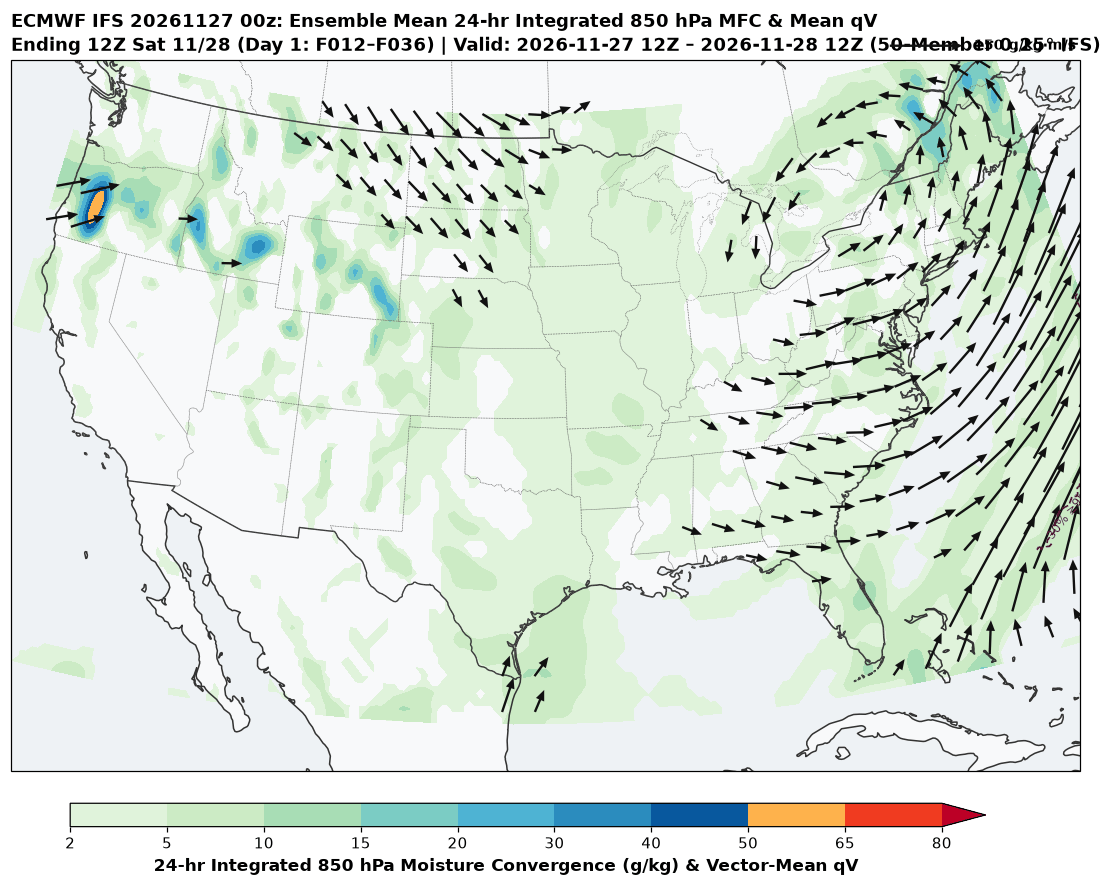 ECMWF IFS 20261127 00z: Ensemble Mean 24-hr Integrated 850 hPa MFC & Mean qV
Ending 12Z Sat 11/28 (Day 1: F012–F036) | Valid: 2026-11-27 12Z – 2026-11-28 12Z (50-Member 0.25° IFS)
150 g/kg·m/s
2 5 10 15 20 30 40 50 65 80
24-hr Integrated 850 hPa Moisture Convergence (g/kg) & Vector-Mean qV